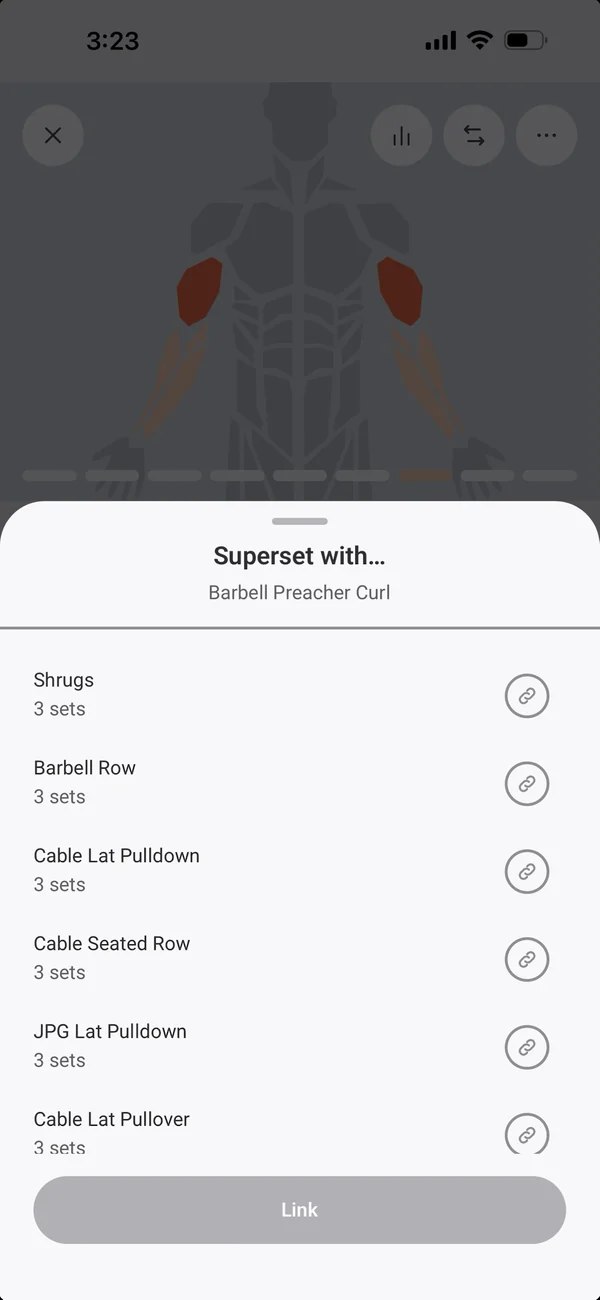 3:23
Superset with...
Barbell Preacher Curl
Shrugs
3 sets
Barbell Row
3 sets
Cable Lat Pulldown
3 sets
Cable Seated Row
3 sets
JPG Lat Pulldown
3 sets
Cable Lat Pullover
3 sets
Link